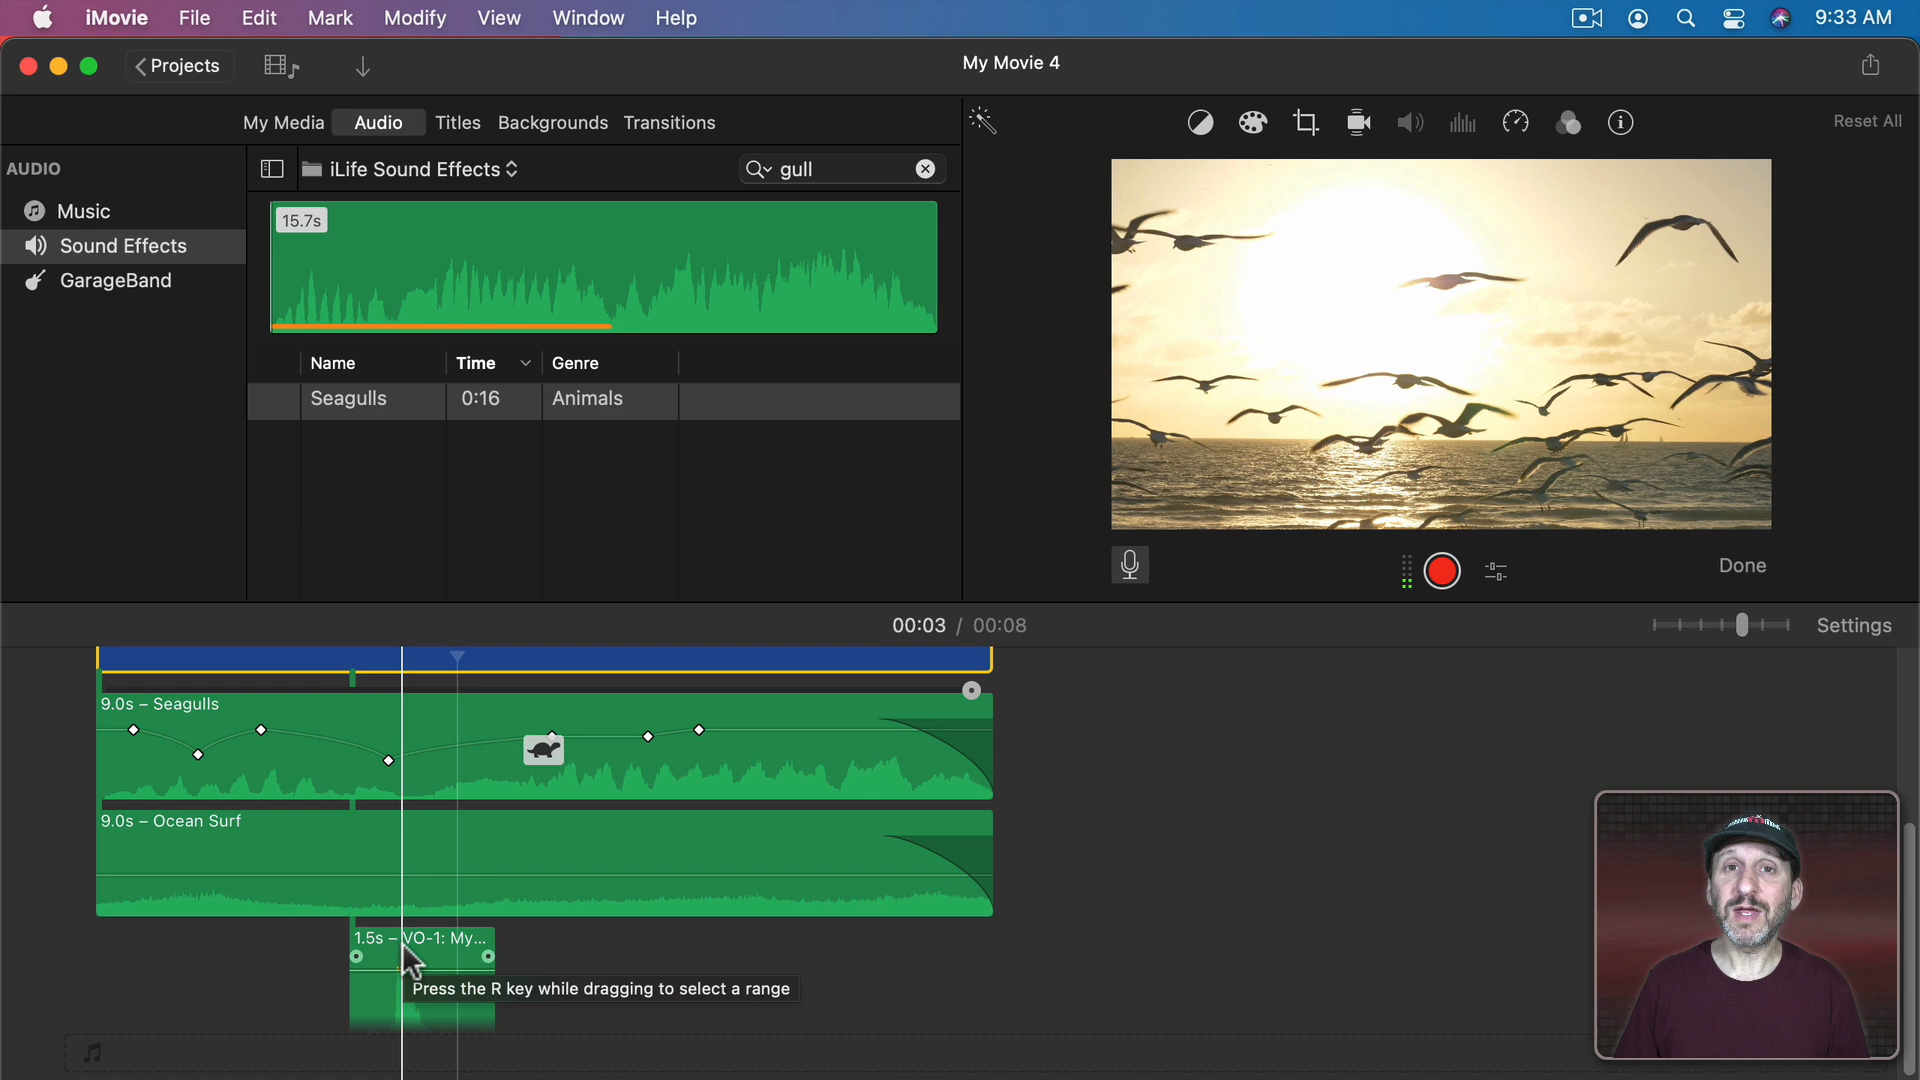 iMovie File Edit Mark Modify View Window Help 9:33 AM
Projects My Movie 4
My Media Audio Titles Backgrounds Transitions Reset All
AUDIO
Music
Sound Effects
GarageBand
iLife Sound Effects gull
15.7s
Name Time Genre
Seagulls 0:16 Animals
Done
00:03 / 00:08 Settings
9.0s – Seagulls
9.0s – Ocean Surf
1.5s – VO-1: My...
Press the R key while dragging to select a range